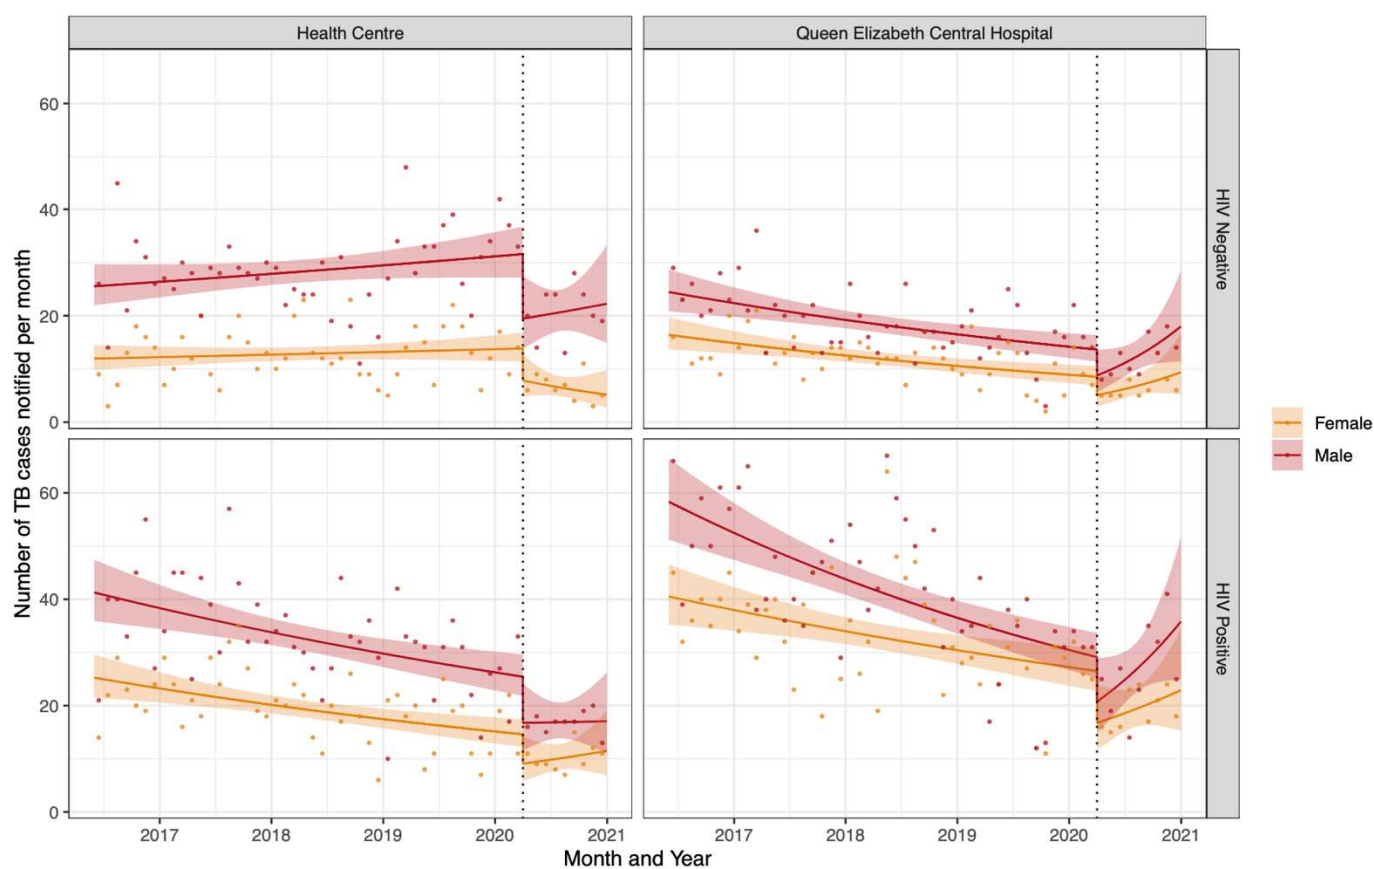 Health Centre
Queen Elizabeth Central Hospital
Number of TB cases notified per month
60
40
20
0
HIV Negative
60
40
20
0
HIV Positive
2017
2018
2019
2020
2021
2017
2018
2019
2020
2021
Month and Year
Female
Male